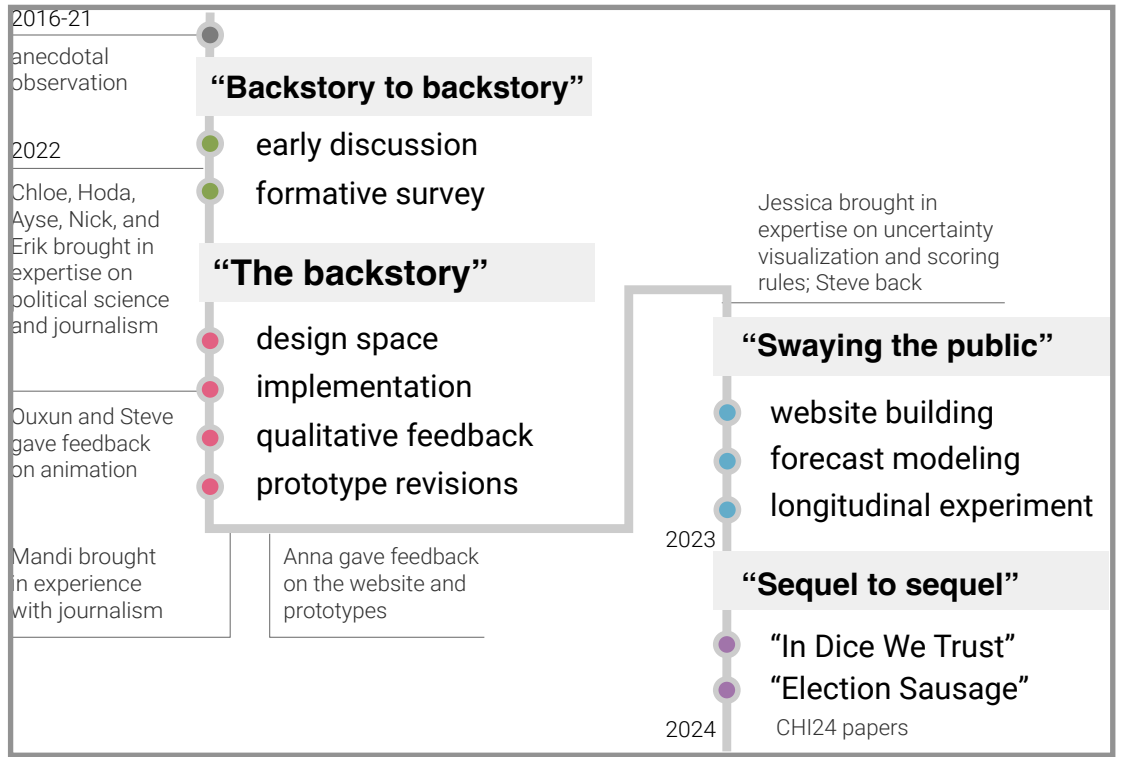 2016-21
anecdotal
observation
“Backstory to backstory”
early discussion
formative survey
2022
Chloe, Hoda,
Ayse, Nick, and
Erik brought in
expertise on
political science
and journalism
“The backstory”
design space
implementation
qualitative feedback
prototype revisions
Ouxun and Steve
gave feedback
on animation
Mandi brought
in experience
with journalism
Anna gave feedback
on the website and
prototypes
Jessica brought in
expertise on uncertainty
visualization and scoring
rules; Steve back
“Swaying the public”
website building
forecast modeling
longitudinal experiment
2023
“Sequel to sequel”
“In Dice We Trust”
“Election Sausage”
CHI24 papers
2024